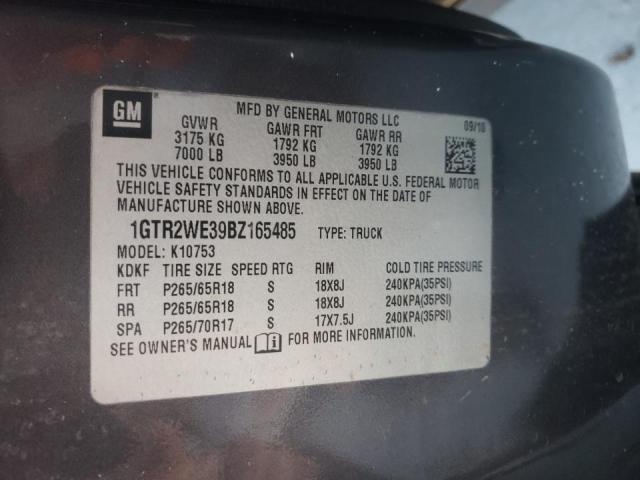 GM
MFD BY GENERAL MOTORS LLC
GVWR GAWR FRT GAWR RR 09/10
3175 KG 1792 KG 1792 KG
7000 LB 3950 LB 3950 LB
THIS VEHICLE CONFORMS TO ALL APPLICABLE U.S. FEDERAL MOTOR
VEHICLE SAFETY STANDARDS IN EFFECT ON THE DATE OF
MANUFACTURE SHOWN ABOVE.
1GTR2WE39BZ165485 TYPE: TRUCK
MODEL: K10753
KDKF TIRE SIZE SPEED RTG RIM COLD TIRE PRESSURE
FRT P265/65R18 S 18X8J 240KPA(35PSI)
RR P265/65R18 S 18X8J 240KPA(35PSI)
SPA P265/70R17 S 17X7.5J 240KPA(35PSI)
SEE OWNER'S MANUAL i FOR MORE INFORMATION.